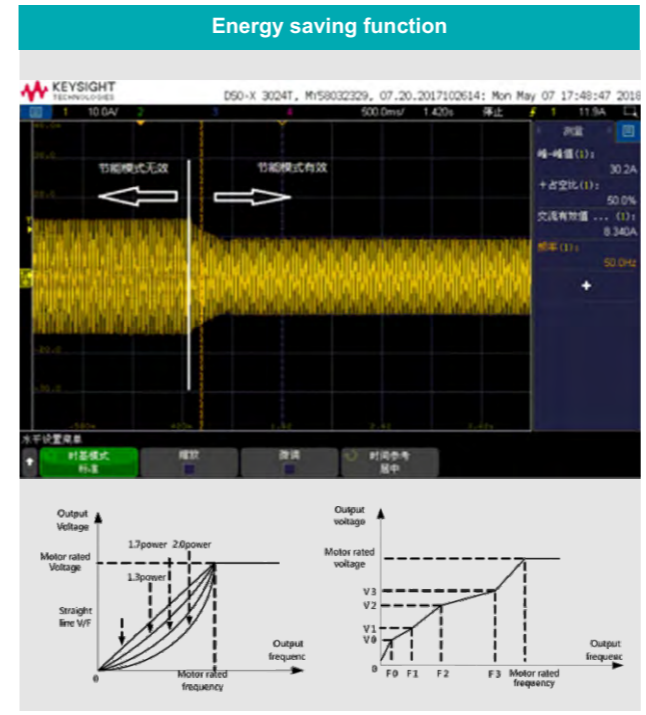 Energy saving function
KEYSIGHT
TECHNOLOGIES
DSO-X 3024T, MY58032329, 07.20.2017102614: Mon May 07 17:48:47 2018
1 10.0A/ 2 3 4 600.0ms/ 1.420s 停止 1 11.9A
测量
节能模式无效
节能模式有效
峰-峰值(1):
30.2A
+占空比(1):
50.0%
交流有效值 ... (1):
8.340A
频率(1):
50.0Hz
水平设置菜单
时基模式
标准
缩放
微调
时间参考
居中
Output
Voltage
1.7power 2.0power
Motor rated
Voltage
1.3power
Straight
line V/F
Output
frequenc
0
Motor rated
frequency
Output
voltage
Motor rated
voltage
V3
V2
V1
V0
Output
frequenc
0
F0 F1 F2 F3 Motor rated
frequency